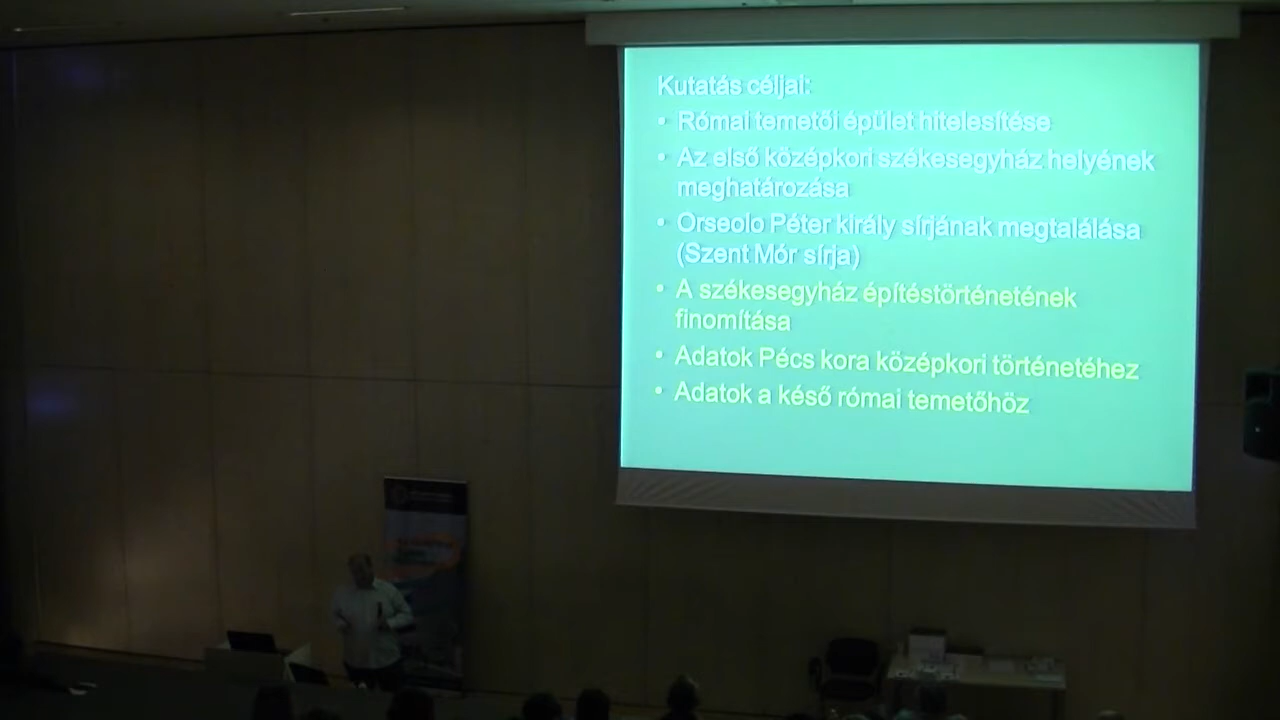 Kutatás céljai:
• Római temetői épület hitelesítése
• Az első középkori székesegyház helyének
meghatározása
• Orseolo Péter király sírjának megtalálása
(Szent Mór sírja)
• A székesegyház építéstörténetének
finomítása
• Adatok Pécs kora középkori történetéhez
• Adatok a késő római temetőhöz